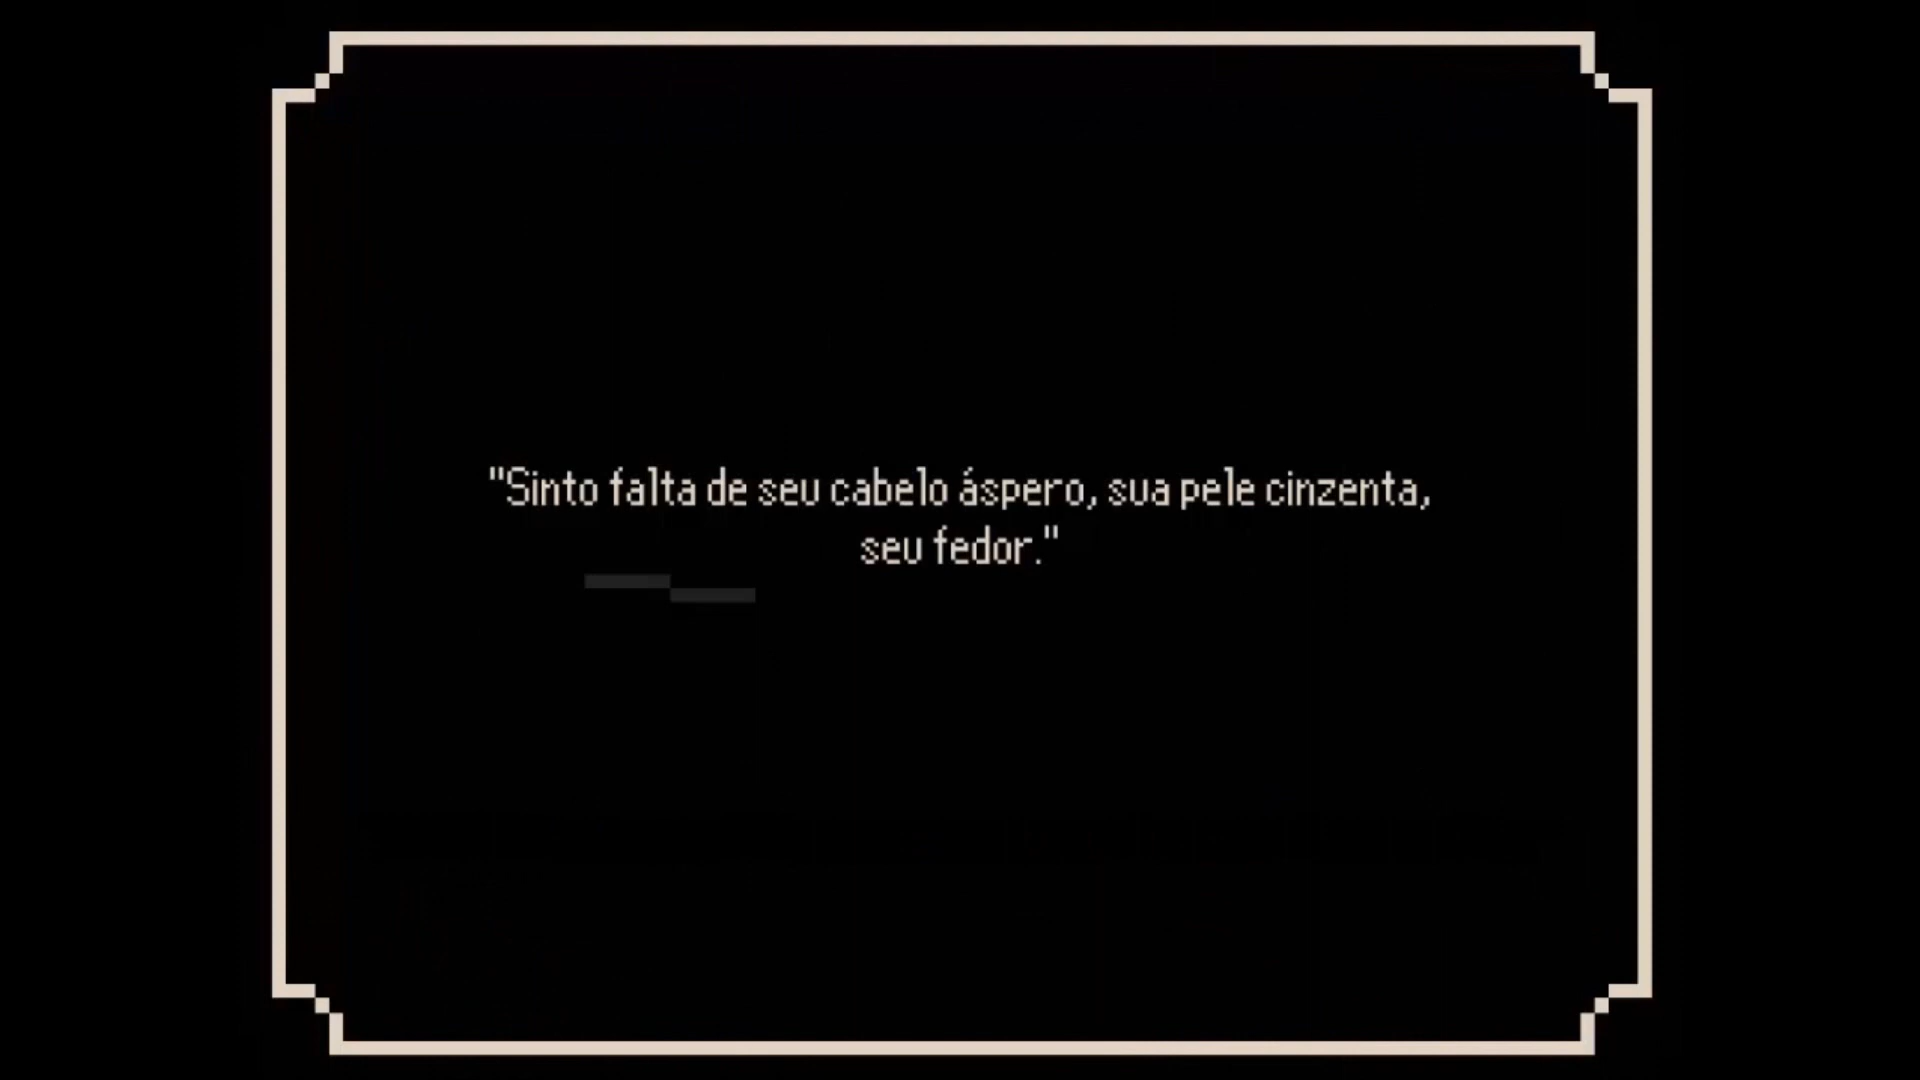 "Sinto falta de seu cabelo áspero, sua pele cinzenta,
seu fedor."